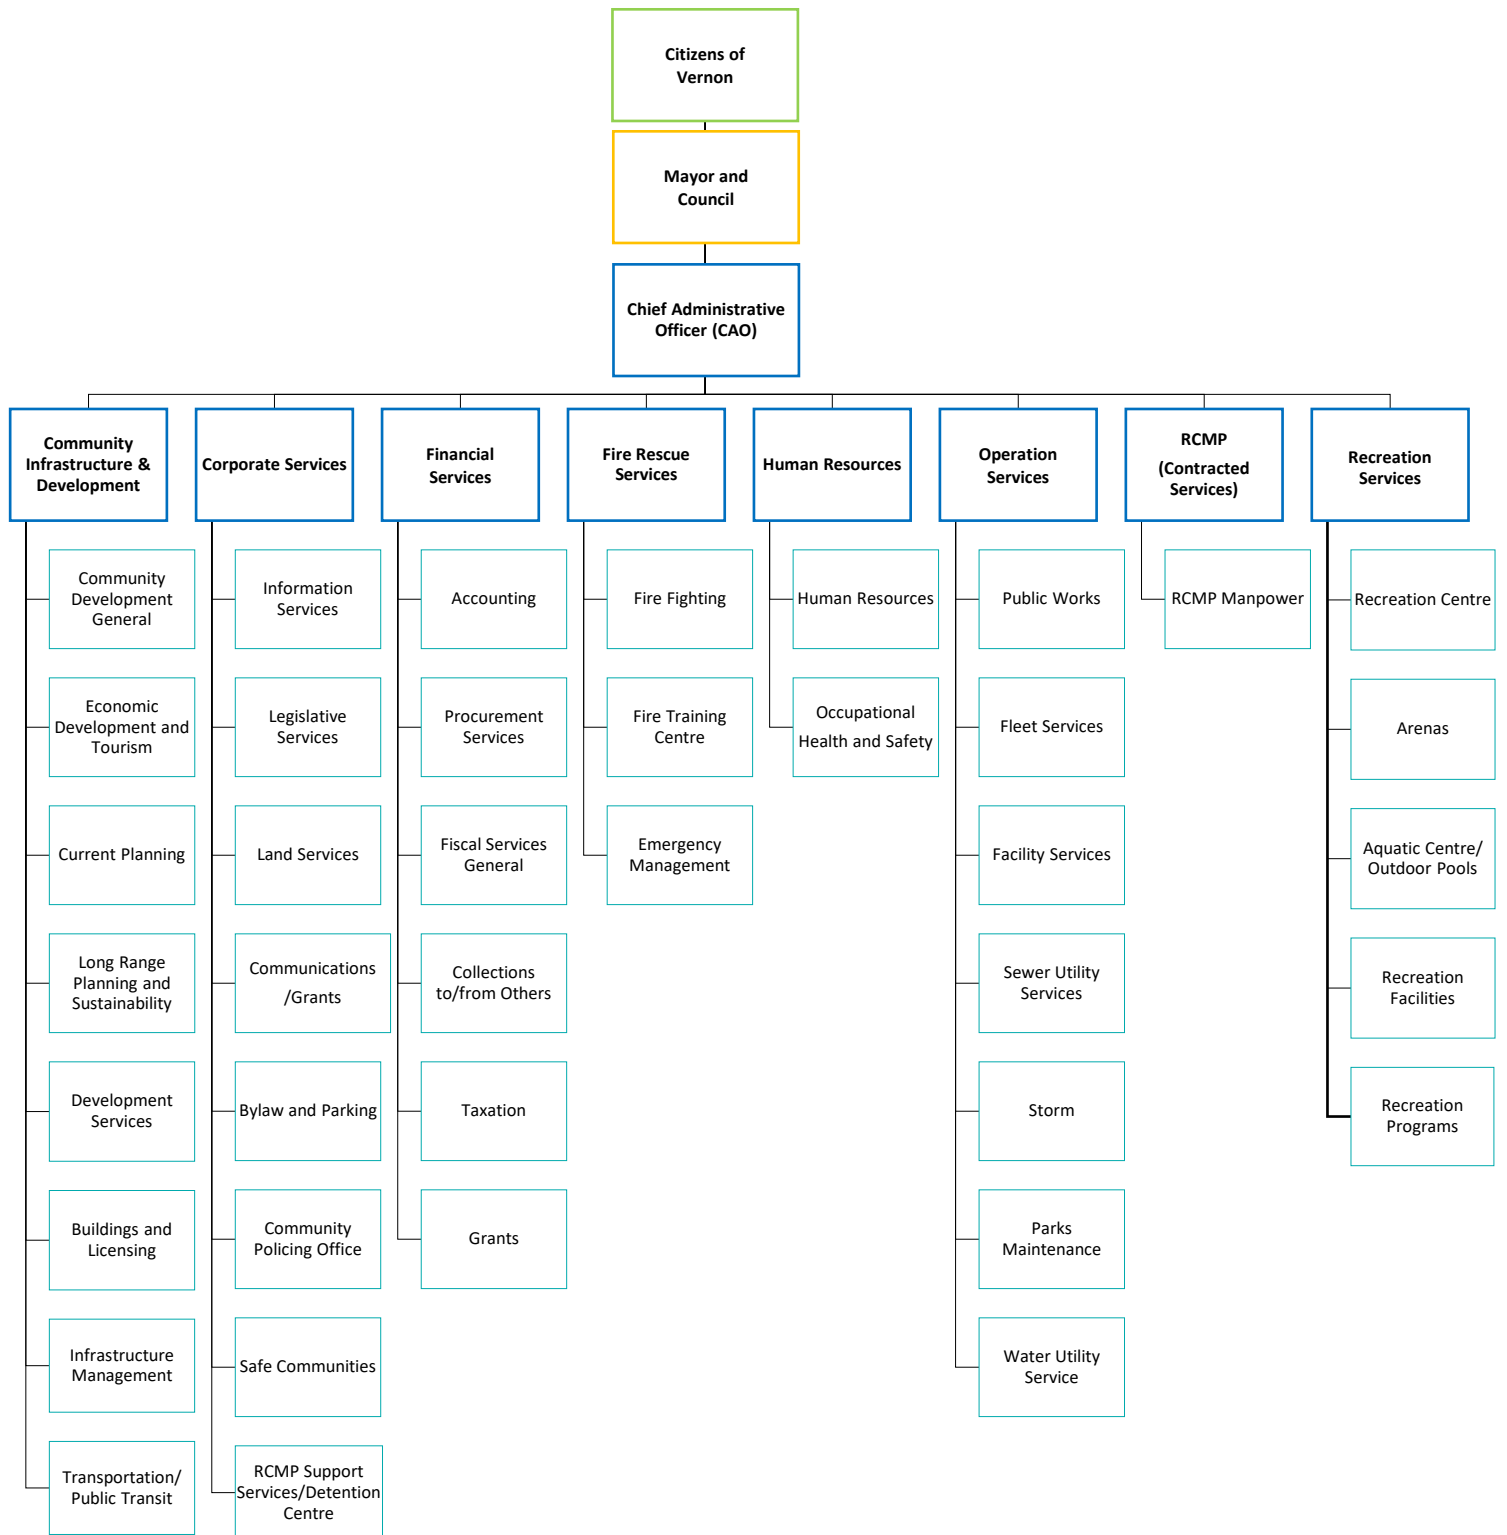 Citizens of
Vernon
Mayor and
Council
Chief Administrative
Officer (CAO)
Community
Infrastructure &
Development
Corporate Services
Financial
Services
Fire Rescue
Services
Human Resources
Operation
Services
RCMP
(Contracted
Services)
Recreation
Services
Community
Development
General
Economic
Development and
Tourism
Current Planning
Long Range
Planning and
Sustainability
Development
Services
Buildings and
Licensing
Infrastructure
Management
Transportation/
Public Transit
Information
Services
Legislative
Services
Land Services
Communications
/Grants
Bylaw and Parking
Community
Policing Office
Safe Communities
RCMP Support
Services/Detention
Centre
Accounting
Procurement
Services
Fiscal Services
General
Collections
to/from Others
Taxation
Grants
Fire Fighting
Fire Training
Centre
Emergency
Management
Human Resources
Occupational
Health and Safety
Public Works
Fleet Services
Facility Services
Sewer Utility
Services
Storm
Parks
Maintenance
Water Utility
Service
RCMP Manpower
Recreation Centre
Arenas
Aquatic Centre/
Outdoor Pools
Recreation
Facilities
Recreation
Programs